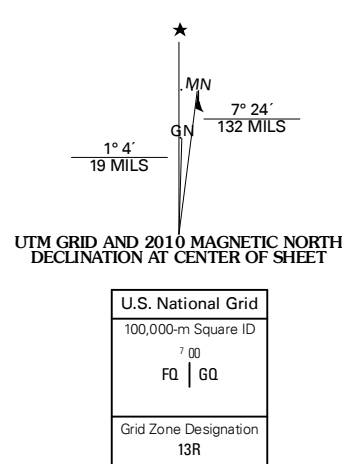 ★
MN
GN
7° 24´
132 MILS
1° 4´
19 MILS
UTM GRID AND 2010 MAGNETIC NORTH
DECLINATION AT CENTER OF SHEET
U.S. National Grid
100,000-m Square ID
7 00
FQ GQ
Grid Zone Designation
13R